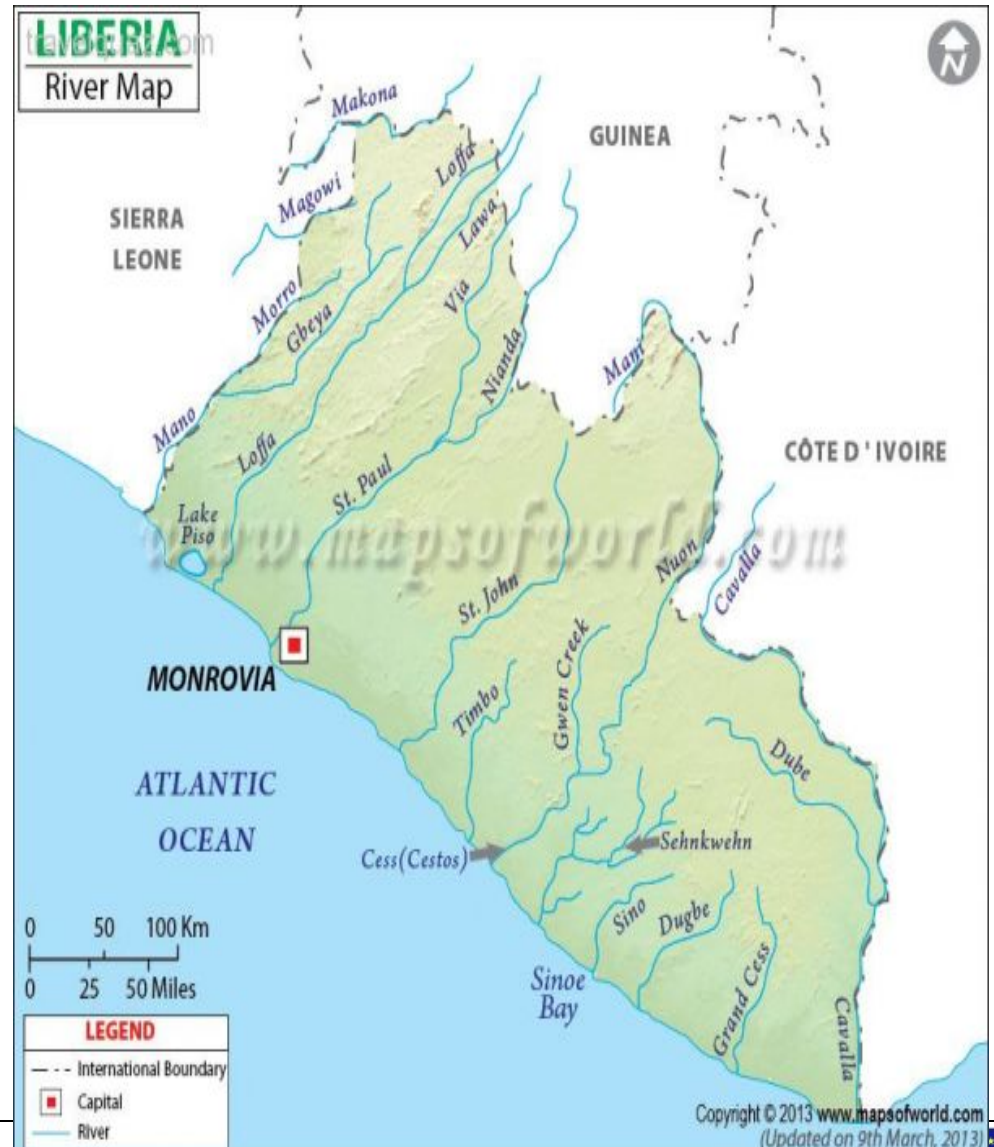 LIBERIA
River Map
N
Makona
GUINEA
Loffa
Magowi
SIERRA
LEONE
Lawa
Via
Morro
Gbeya
Nianda
Mani
Mano
Loffa
CÔTE D ' IVOIRE
St. Paul
Lake
Piso
www.mapsofworld.com
Nuon
Cavalla
St. John
Gwen Creek
MONROVIA
Timbo
Dube
ATLANTIC
OCEAN
Sehnkwehn
Cess(Cestos)
Sino
Dugbe
0 50 100 Km
0 25 50 Miles
Sinoe
Bay
Grand Cess
Cavalla
LEGEND
International Boundary
Capital
River
Copyright © 2013 www.mapsofworld.com
(Updated on 9th March, 2013)